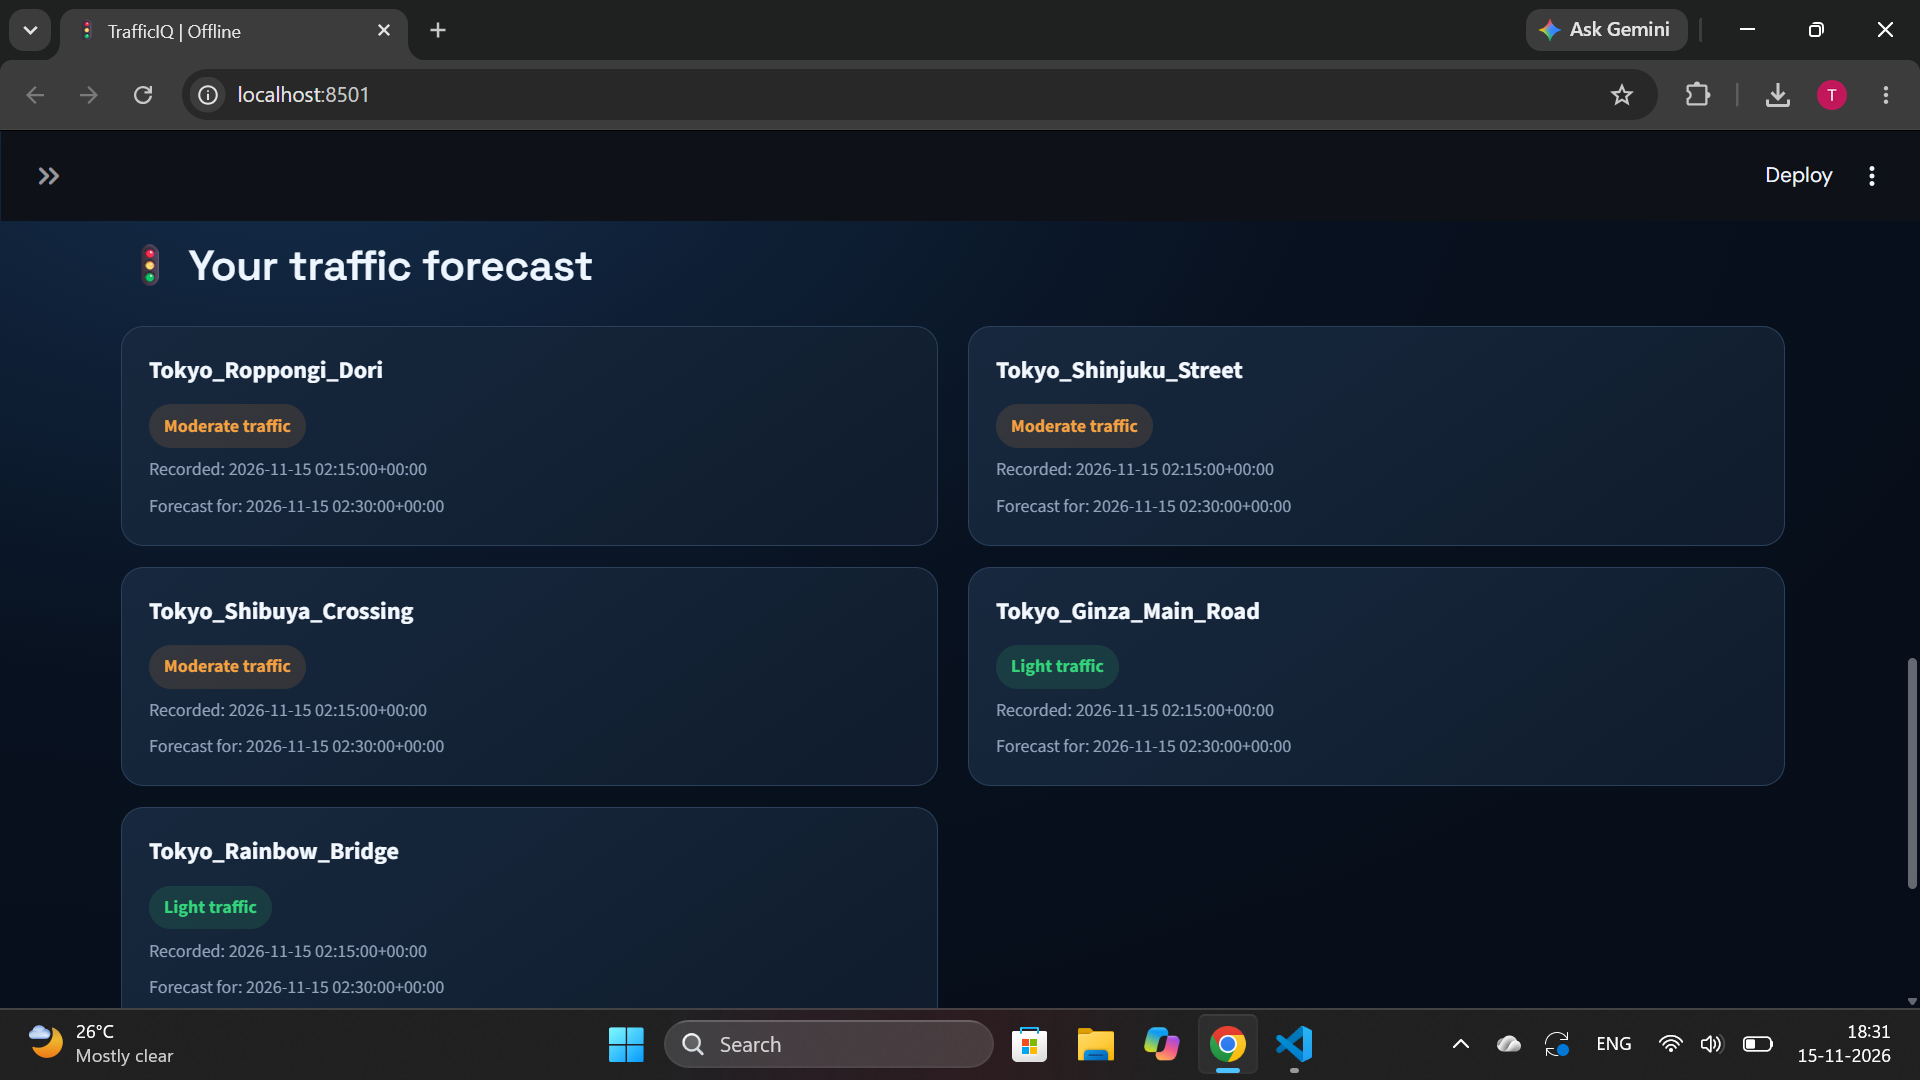 TrafficIQ | Offline
Ask Gemini
localhost:8501
T
Deploy
Your traffic forecast
Tokyo_Roppongi_Dori
Moderate traffic
Recorded: 2026-11-15 02:15:00+00:00
Forecast for: 2026-11-15 02:30:00+00:00
Tokyo_Shinjuku_Street
Moderate traffic
Recorded: 2026-11-15 02:15:00+00:00
Forecast for: 2026-11-15 02:30:00+00:00
Tokyo_Shibuya_Crossing
Moderate traffic
Recorded: 2026-11-15 02:15:00+00:00
Forecast for: 2026-11-15 02:30:00+00:00
Tokyo_Ginza_Main_Road
Light traffic
Recorded: 2026-11-15 02:15:00+00:00
Forecast for: 2026-11-15 02:30:00+00:00
Tokyo_Rainbow_Bridge
Light traffic
Recorded: 2026-11-15 02:15:00+00:00
Forecast for: 2026-11-15 02:30:00+00:00
26°C
Mostly clear
Search
ENG
18:31
15-11-2026